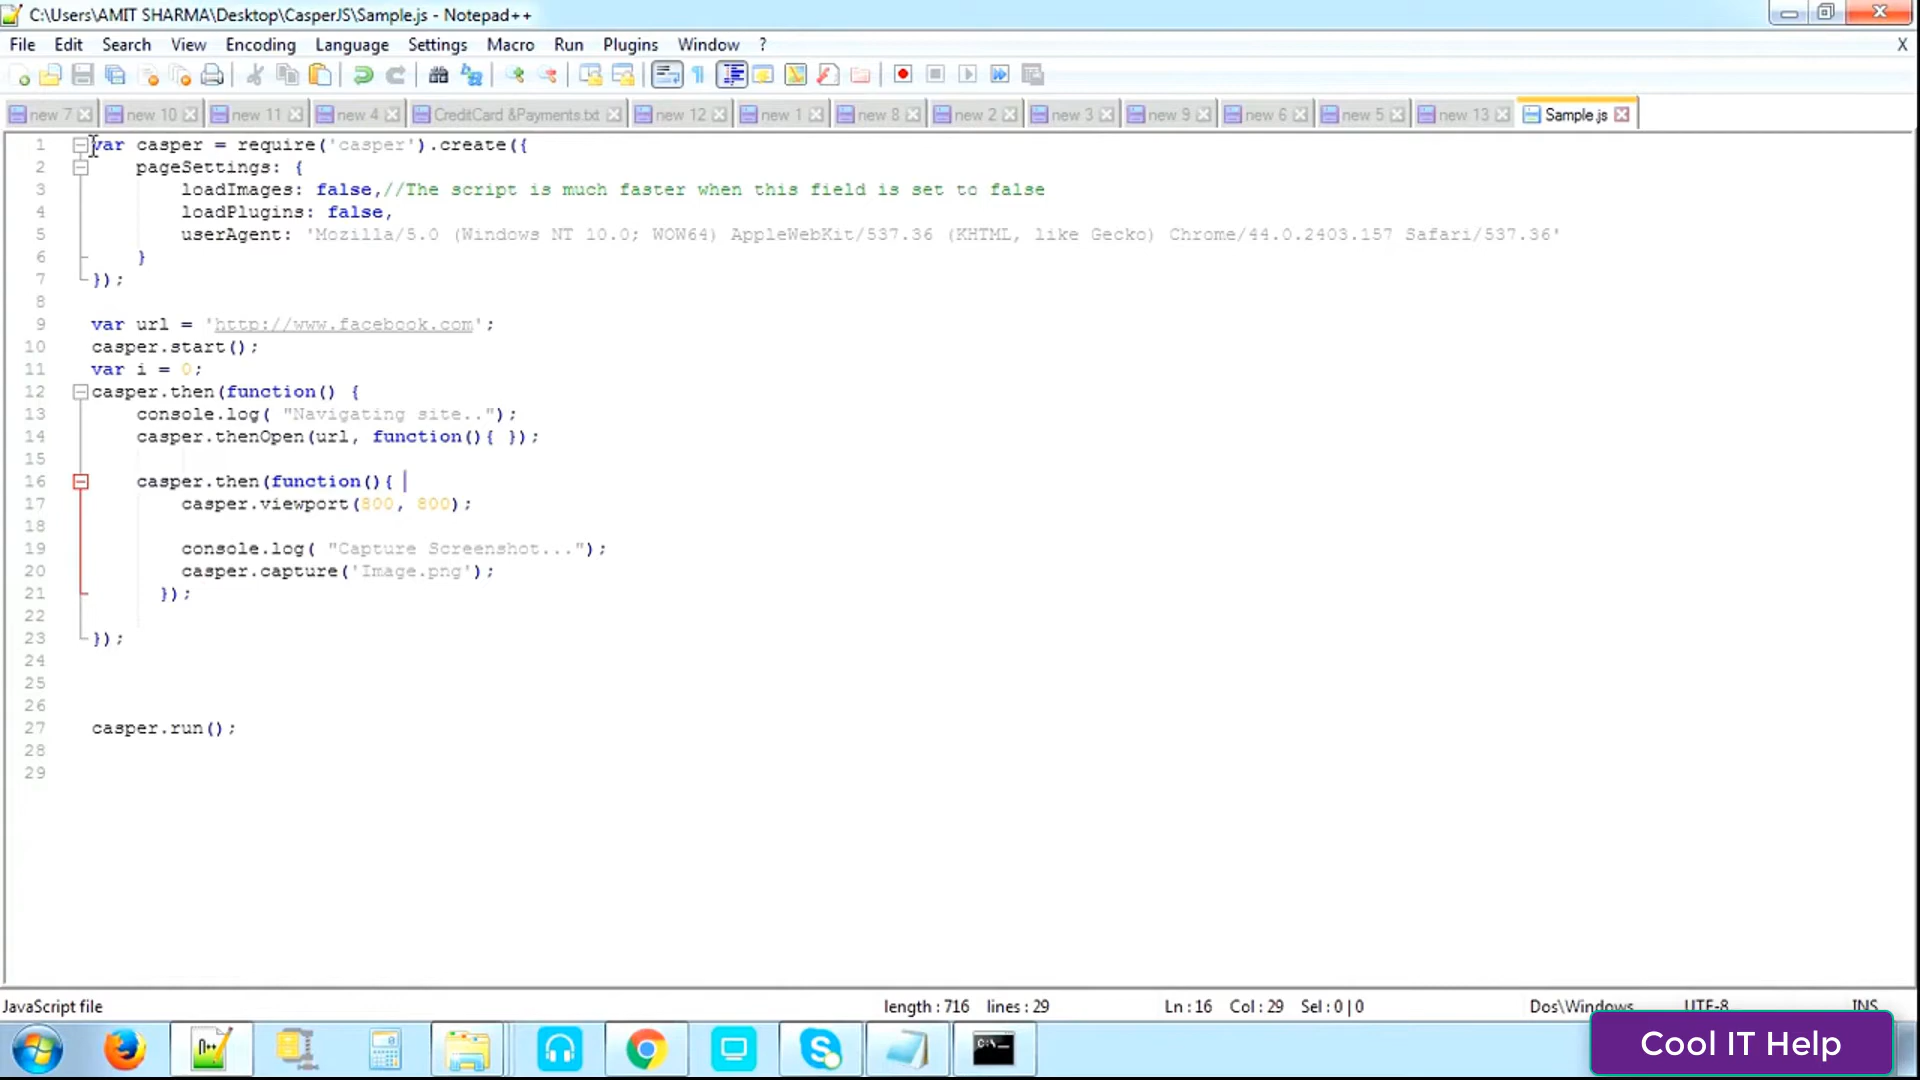 C:\Users\AMIT SHARMA\Desktop\CasperJS\Sample.js - Notepad++
File Edit Search View Encoding Language Settings Macro Run Plugins Window ? X
new 7 new 10 new 11 new 4 CreditCard &Payments.txt new 12 new 1 new 8 new 2 new 3 new 9 new 6 new 5 new 13 Sample.js
1 var casper = require('casper').create({
2 pageSettings: {
3 loadImages: false,//The script is much faster when this field is set to false
4 loadPlugins: false,
5 userAgent: 'Mozilla/5.0 (Windows NT 10.0; WOW64) AppleWebKit/537.36 (KHTML, like Gecko) Chrome/44.0.2403.157 Safari/537.36'
6 }
7 });
8
9 var url = 'http://www.facebook.com';
10 casper.start();
11 var i = 0;
12 casper.then(function() {
13 console.log( "Navigating site..");
14 casper.thenOpen(url, function(){ });
15
16 casper.then(function(){
17 casper.viewport(800, 800);
18
19 console.log( "Capture Screenshot...");
20 casper.capture('Image.png');
21 });
22
23 });
24
25
26
27 casper.run();
28
29
JavaScript file length : 716 lines : 29 Ln : 16 Col : 29 Sel : 0 | 0 Dos\Windows UTF-8 INS
n++ C:\_
Cool IT Help